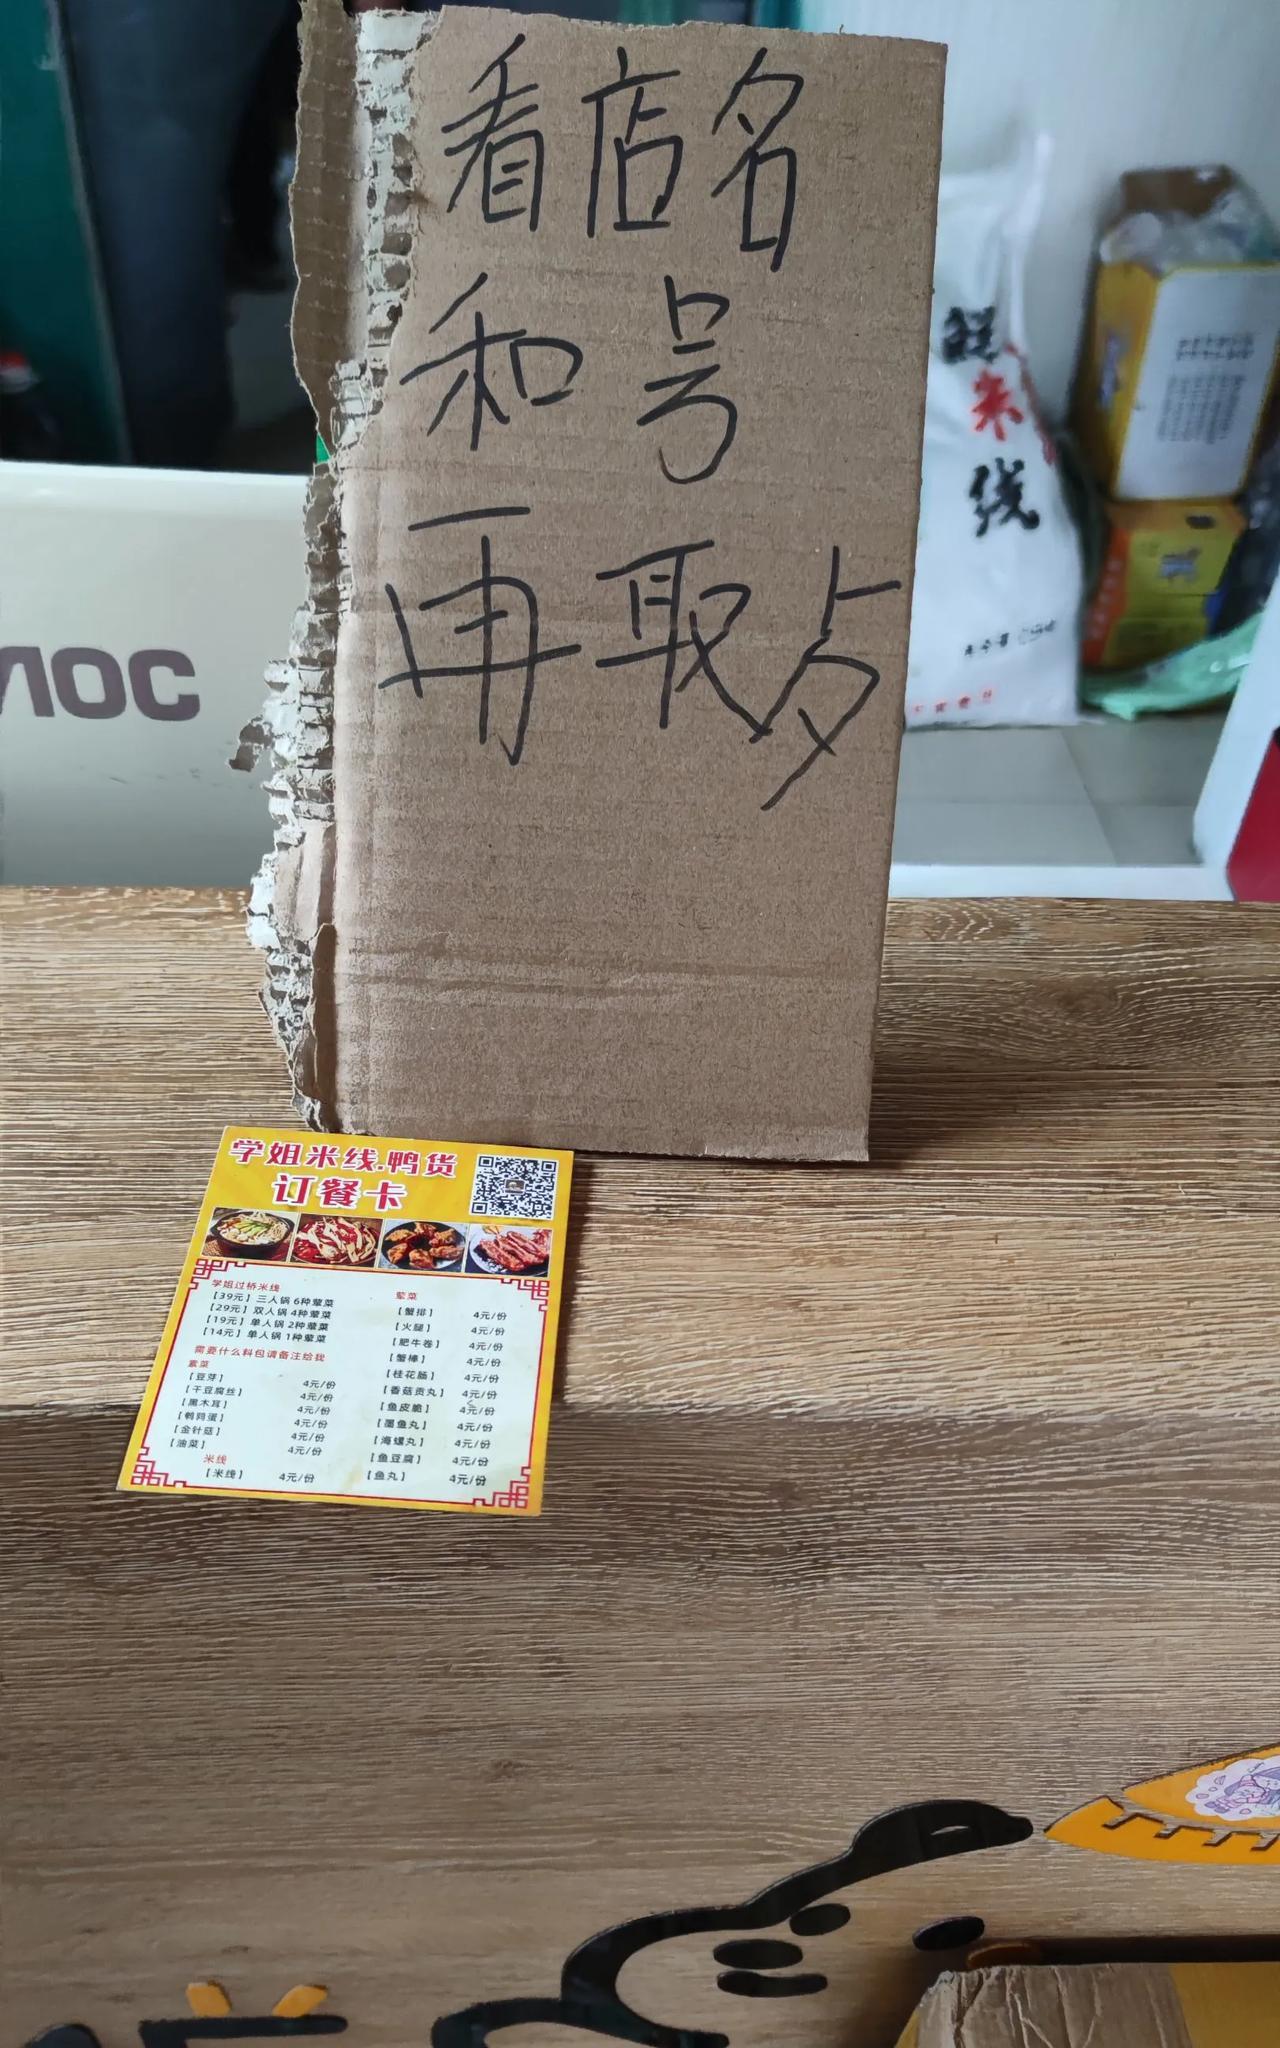 看店名
和号
再取
鲜米线
AOC
学姐米线.鸭货
订餐卡
学姐过桥米线
【39元】三人锅 6种荤菜
【29元】双人锅 4种荤菜
【19元】单人锅 2种荤菜
【14元】单人锅 1种荤菜
需要什么料包请备注给我
素菜
【豆芽】 4元/份
【干豆腐丝】 4元/份
【黑木耳】 4元/份
【鹌鹑蛋】 4元/份
【金针菇】 4元/份
【油菜】 4元/份
米线
【米线】 4元/份
荤菜
【蟹排】 4元/份
【火腿】 4元/份
【肥牛卷】 4元/份
【蟹棒】 4元/份
【桂花肠】 4元/份
【香菇贡丸】 4元/份
【鱼皮脆】 4元/份
【墨鱼丸】 4元/份
【海螺丸】 4元/份
【鱼豆腐】 4元/份
【鱼丸】 4元/份